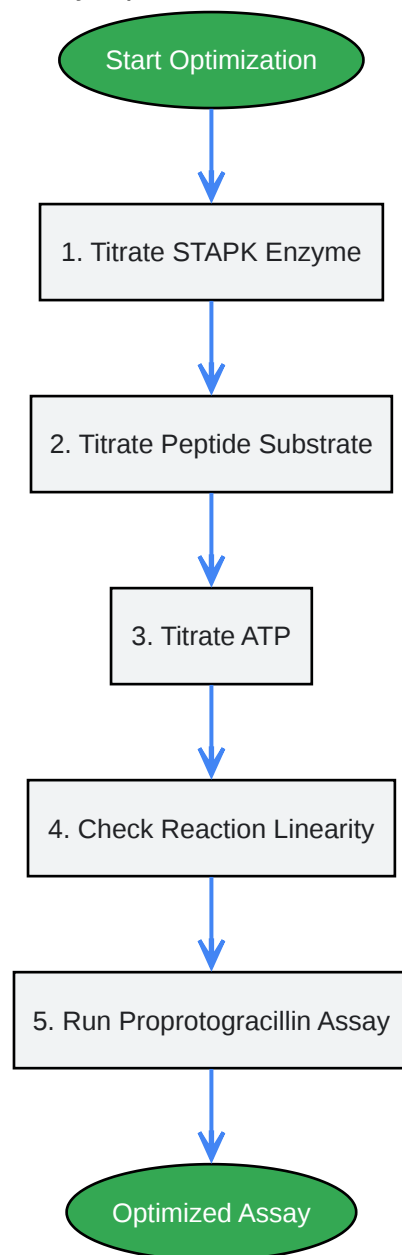 Start Optimization
1. Titrate STAPK Enzyme
2. Titrate Peptide Substrate
3. Titrate ATP
4. Check Reaction Linearity
5. Run Proprotogracillin Assay
Optimized Assay